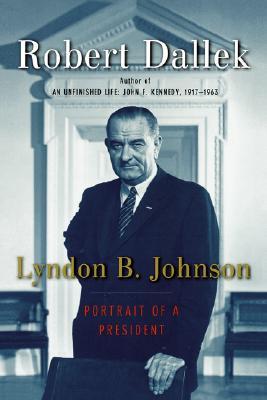 Robert Dallek
Author of
AN UNFINISHED LIFE: JOHN F. KENNEDY, 1917–1963
Lyndon B. Johnson
PORTRAIT OF A
PRESIDENT